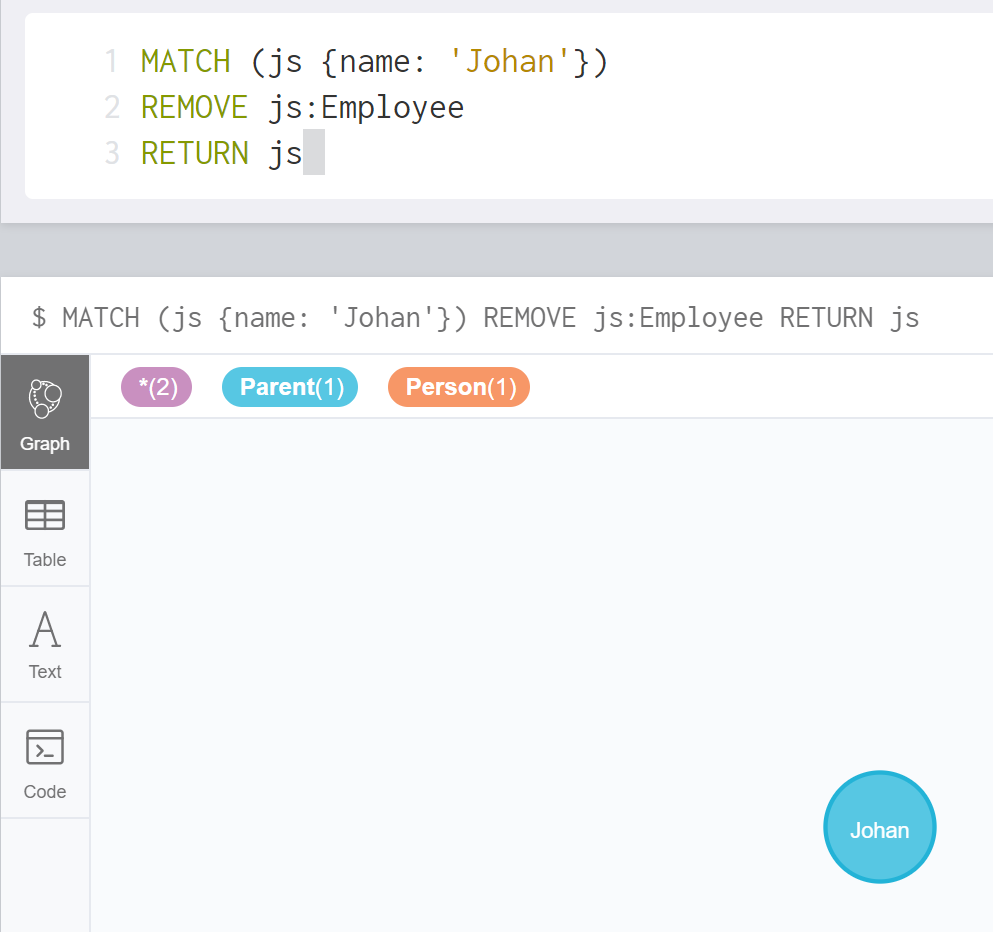 1 MATCH (js {name: 'Johan'})
2 REMOVE js:Employee
3 RETURN js
$ MATCH (js {name: 'Johan'}) REMOVE js:Employee RETURN js
*(2) Parent(1) Person(1)
Graph
Table
A
Text
>_
Code
Johan